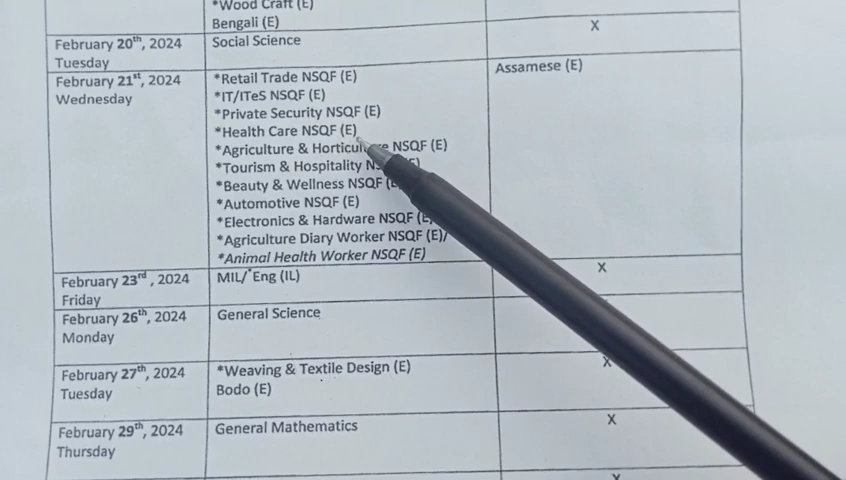 *Wood Craft (E)
Bengali (E)
X
February 20th, 2024
Tuesday
Social Science
February 21st, 2024
Wednesday
*Retail Trade NSQF (E)
*IT/ITeS NSQF (E)
*Private Security NSQF (E)
*Health Care NSQF (E)
*Agriculture & Horticulture NSQF (E)
*Tourism & Hospitality
*Beauty & Wellness NSQF (E)
*Automotive NSQF (E)
*Electronics & Hardware NSQF (E)
*Agriculture Diary Worker NSQF (E)/
*Animal Health Worker NSQF (E)
Assamese (E)
February 23rd , 2024
Friday
MIL/*Eng (IL)
X
February 26th, 2024
Monday
General Science
February 27th, 2024
Tuesday
*Weaving & Textile Design (E)
Bodo (E)
X
February 29th, 2024
Thursday
General Mathematics
X
X